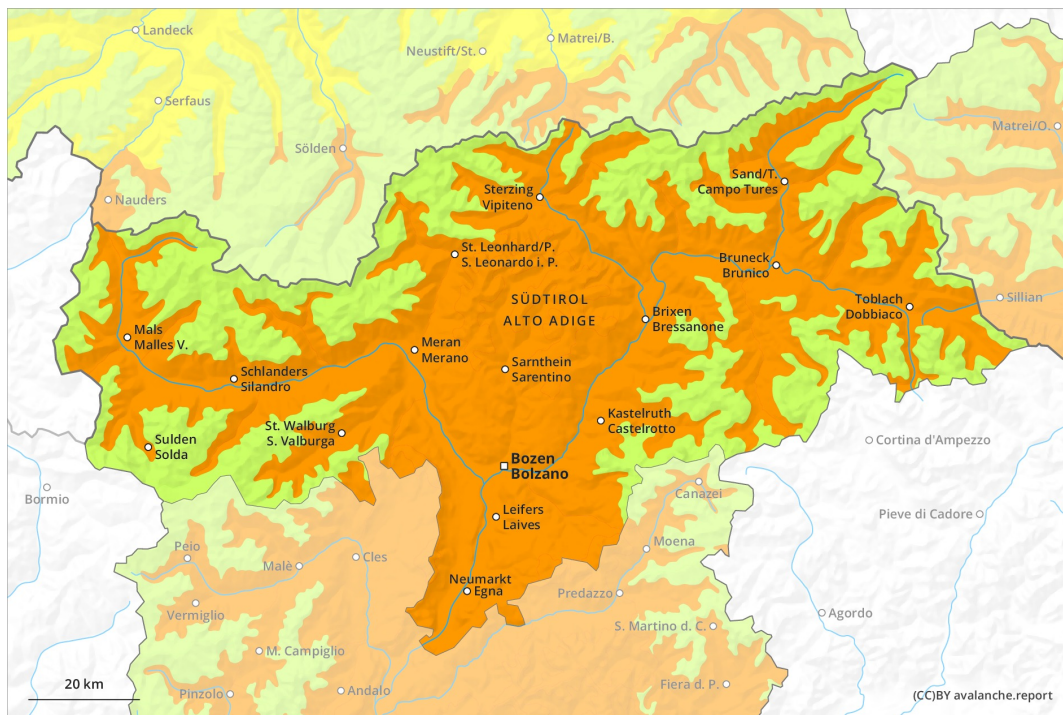 Landeck
Matrei/B.
Neustift/St.
Serfaus
Matrei/O.
Sölden
Sand/T.
Campo Tures
Nauders
Sterzing
Vipiteno
St. Leonhard/P.
S. Leonardo i. P.
Bruneck
Brunico
SÜDTIROL
ALTO ADIGE
Toblach
Dobbiaco
Sillian
Brixen
Bressanone
Mals
Malles V.
Meran
Merano
Sarnthein
Sarentino
Schlanders
Silandro
Kastelruth
Castelrotto
St. Walburg
S. Valburga
Sulden
Solda
Cortina d'Ampezzo
Bozen
Bolzano
Bormio
Canazei
Leifers
Laives
Pieve di Cadore
Moena
Peio
Cles
Malè
Neumarkt
Egna
Predazzo
Vermiglio
Agordo
S. Martino d. C.
M. Campiglio
20 km
Pinzolo
Andalo
Fiera d. P.
(CC)BY avalanche.report